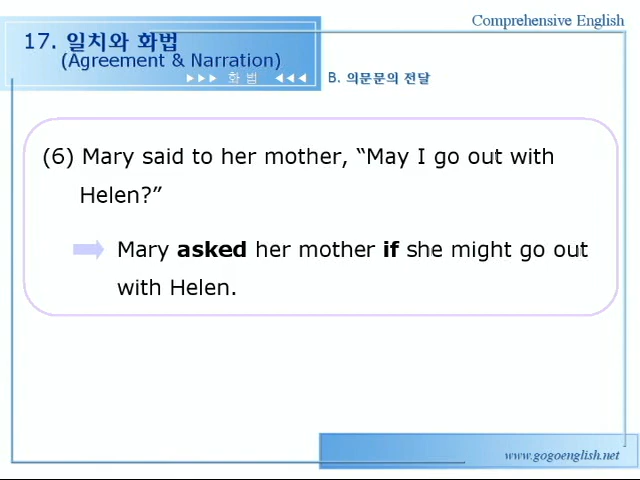 Comprehensive English
17. 일치와 화법
(Agreement & Narration)
▶▶▶ 화 법 ◀◀◀
B. 의문문의 전달
(6) Mary said to her mother, “May I go out with
Helen?”
Mary asked her mother if she might go out
with Helen.
www.gogoenglish.net